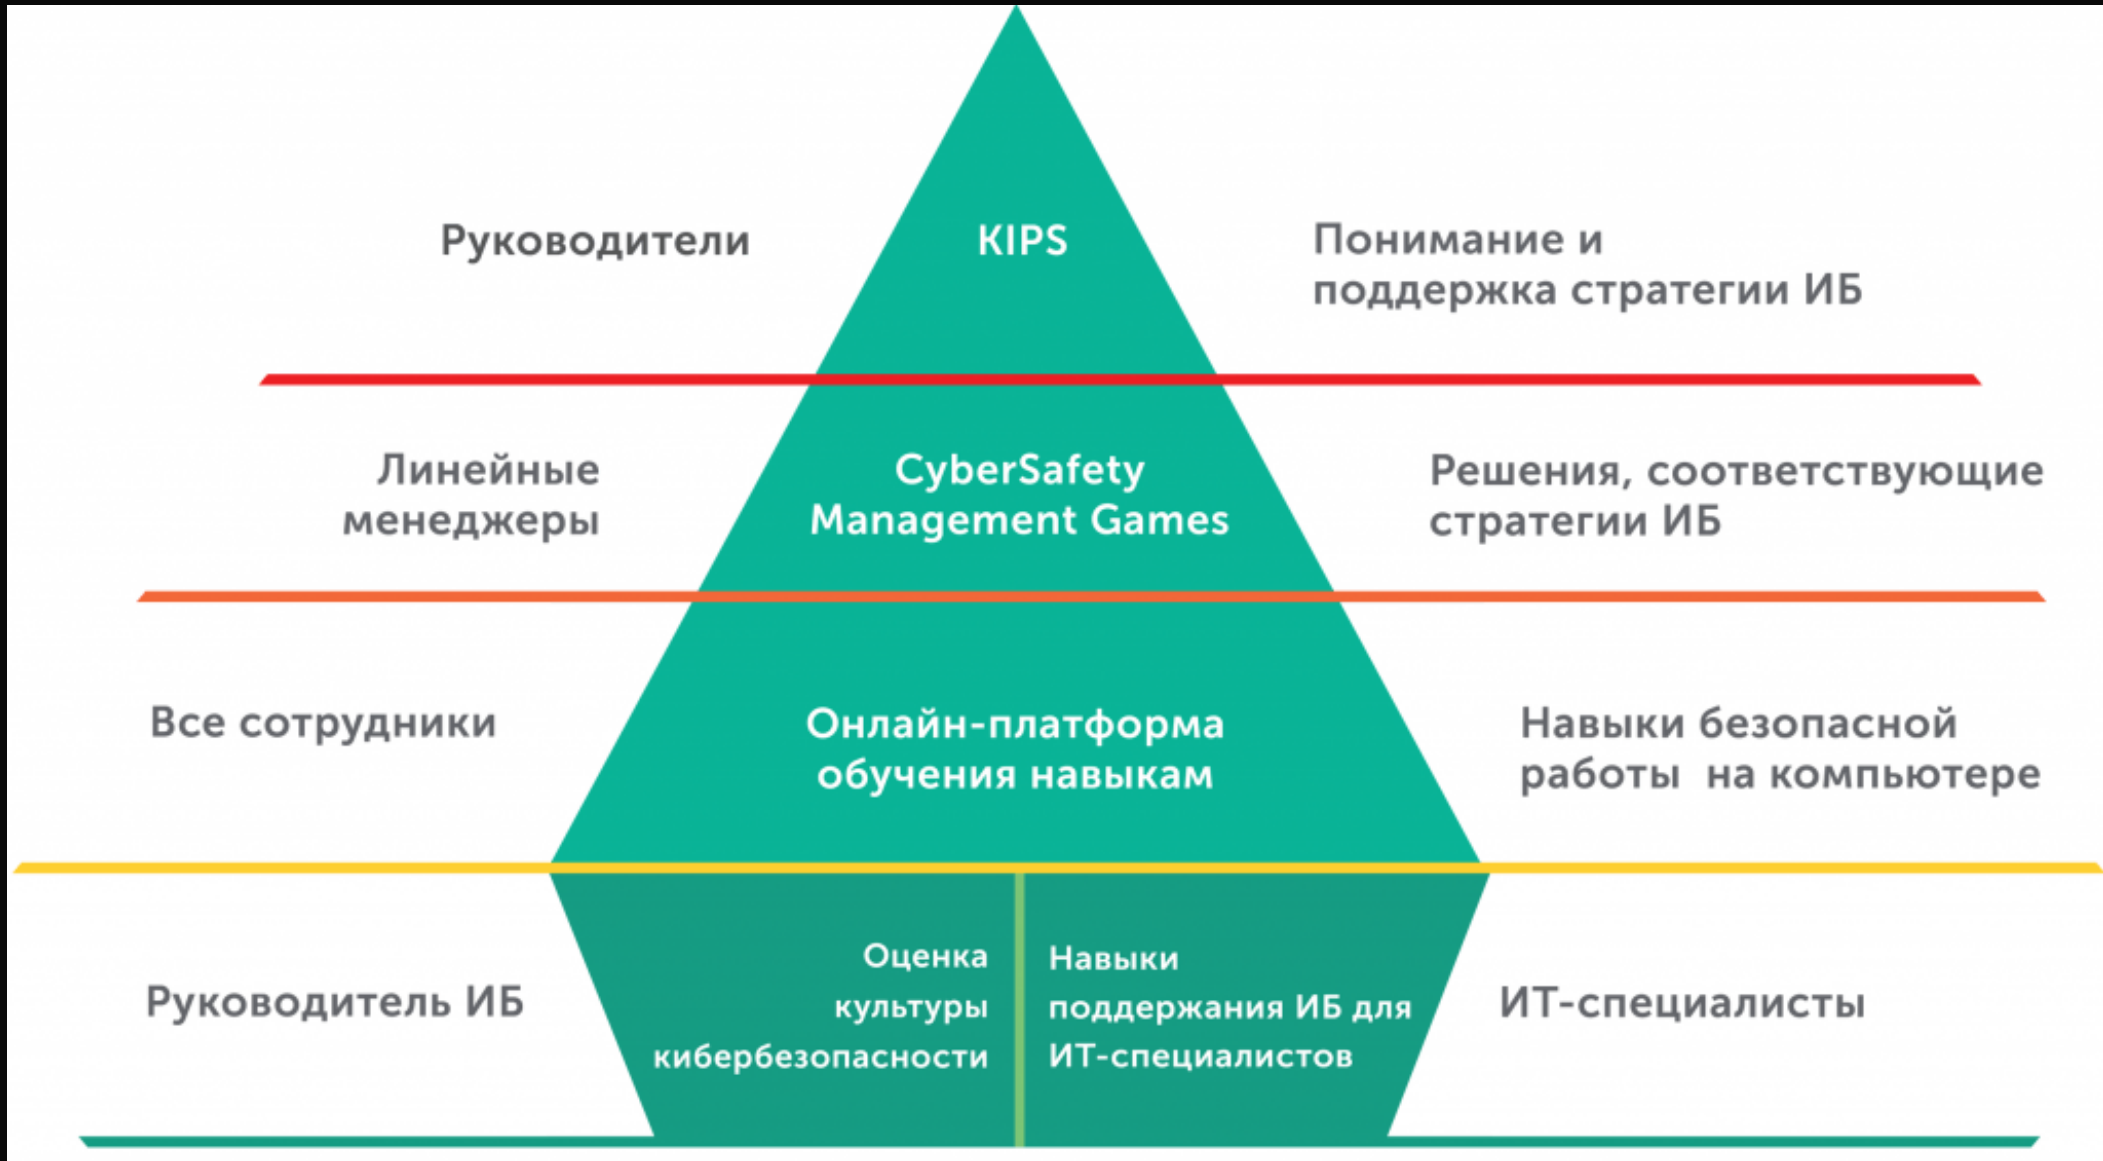 Руководители
KIPS
Понимание и
поддержка стратегии ИБ
Линейные
менеджеры
CyberSafety
Management Games
Решения, соответствующие
стратегии ИБ
Все сотрудники
Онлайн-платформа
обучения навыкам
Навыки безопасной
работы на компьютере
Руководитель ИБ
Оценка
культуры
кибербезопасности
Навыки
поддержания ИБ для
ИТ-специалистов
ИТ-специалисты